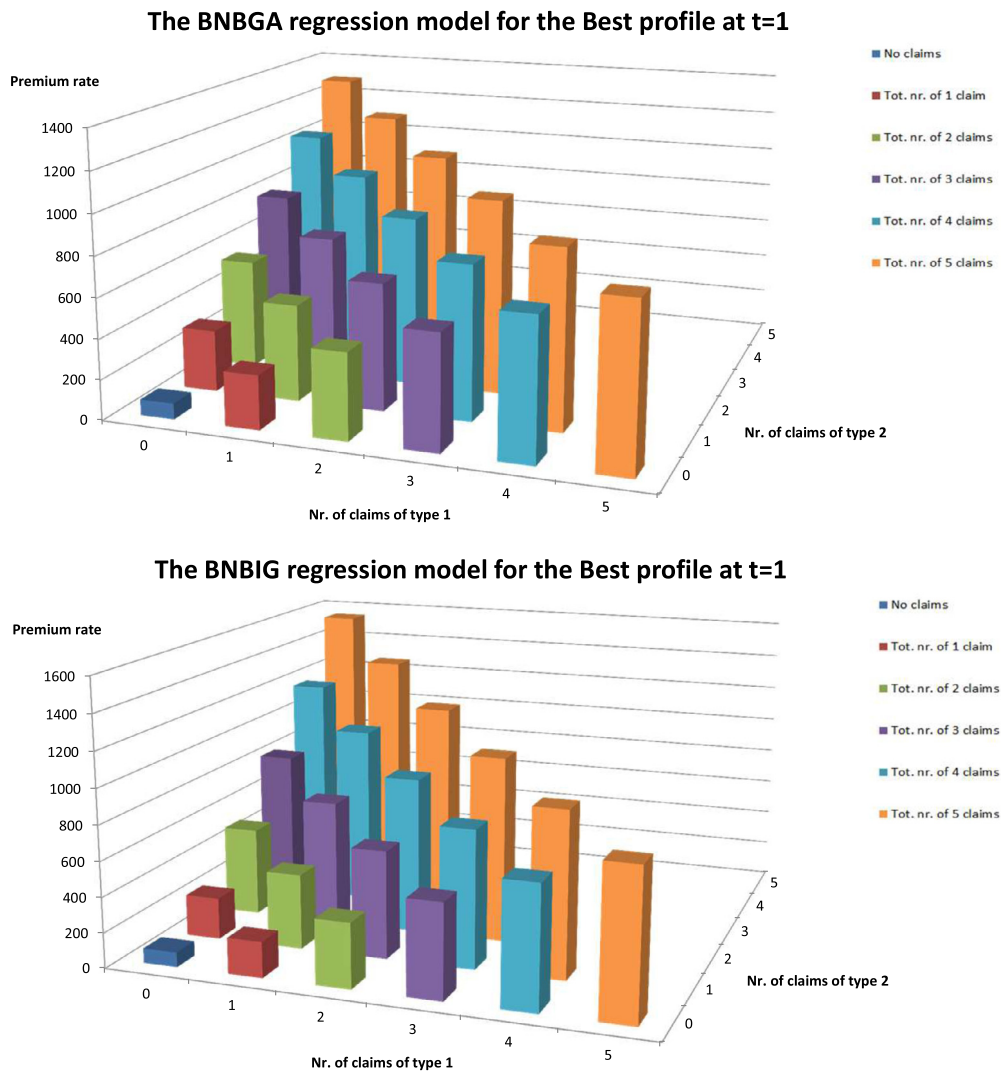 The BNBGA regression model for the Best profile at t=1
Premium rate
1400
1200
1000
800
600
400
200
0
0
1
2
3
4
5
Nr. of claims of type 1
0
1
2
3
4
5
Nr. of claims of type 2
No claims
Tot. nr. of 1 claim
Tot. nr. of 2 claims
Tot. nr. of 3 claims
Tot. nr. of 4 claims
Tot. nr. of 5 claims
The BNBIG regression model for the Best profile at t=1
Premium rate
1600
1400
1200
1000
800
600
400
200
0
0
1
2
3
4
5
Nr. of claims of type 1
0
1
2
3
4
5
Nr. of claims of type 2
No claims
Tot. nr. of 1 claim
Tot. nr. of 2 claims
Tot. nr. of 3 claims
Tot. nr. of 4 claims
Tot. nr. of 5 claims